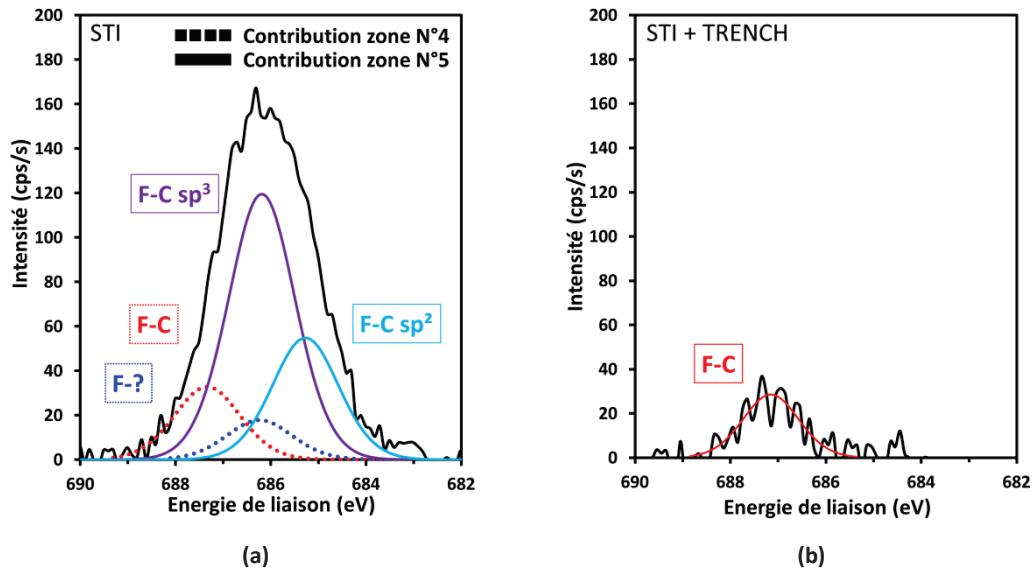 STI
Contribution zone N°4
Contribution zone N°5
F-C sp³
F-C
F-?
F-C sp²
200
180
160
140
120
100
80
60
40
20
0
690
688
686
684
682
Intensité (cps/s)
Energie de liaison (eV)
(a)
STI + TRENCH
F-C
200
180
160
140
120
100
80
60
40
20
0
690
688
686
684
682
Intensité (cps/s)
Energie de liaison (eV)
(b)